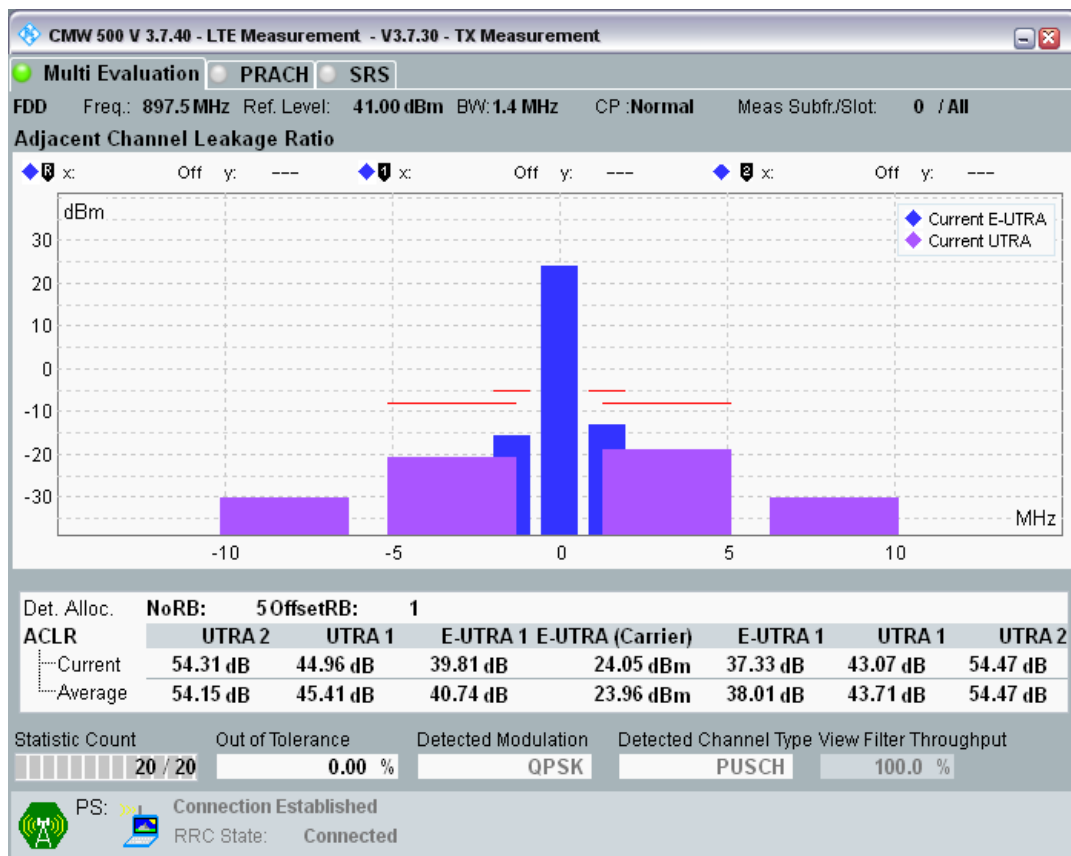 CMW 500 V 3.7.40 - LTE Measurement - V3.7.30 - TX Measurement
Multi Evaluation PRACH SRS
FDD Freq.: 897.5 MHz Ref. Level: 41.00 dBm BW: 1.4 MHz CP :Normal Meas Subfr./Slot: 0 / All
Adjacent Channel Leakage Ratio
R x: Off y: --- 1 x: Off y: --- 2 x: Off y: ---
dBm
Current E-UTRA
Current UTRA
30
20
10
0
-10
-20
-30
MHz
-10 -5 0 5 10
Det. Alloc. NoRB: 5 OffsetRB: 1
ACLR UTRA 2 UTRA 1 E-UTRA 1 E-UTRA (Carrier) E-UTRA 1 UTRA 1 UTRA 2
Current 54.31 dB 44.96 dB 39.81 dB 24.05 dBm 37.33 dB 43.07 dB 54.47 dB
Average 54.15 dB 45.41 dB 40.74 dB 23.96 dBm 38.01 dB 43.71 dB 54.47 dB
Statistic Count Out of Tolerance Detected Modulation Detected Channel Type View Filter Throughput
20 / 20 0.00 % QPSK PUSCH 100.0 %
PS: Connection Established
RRC State: Connected